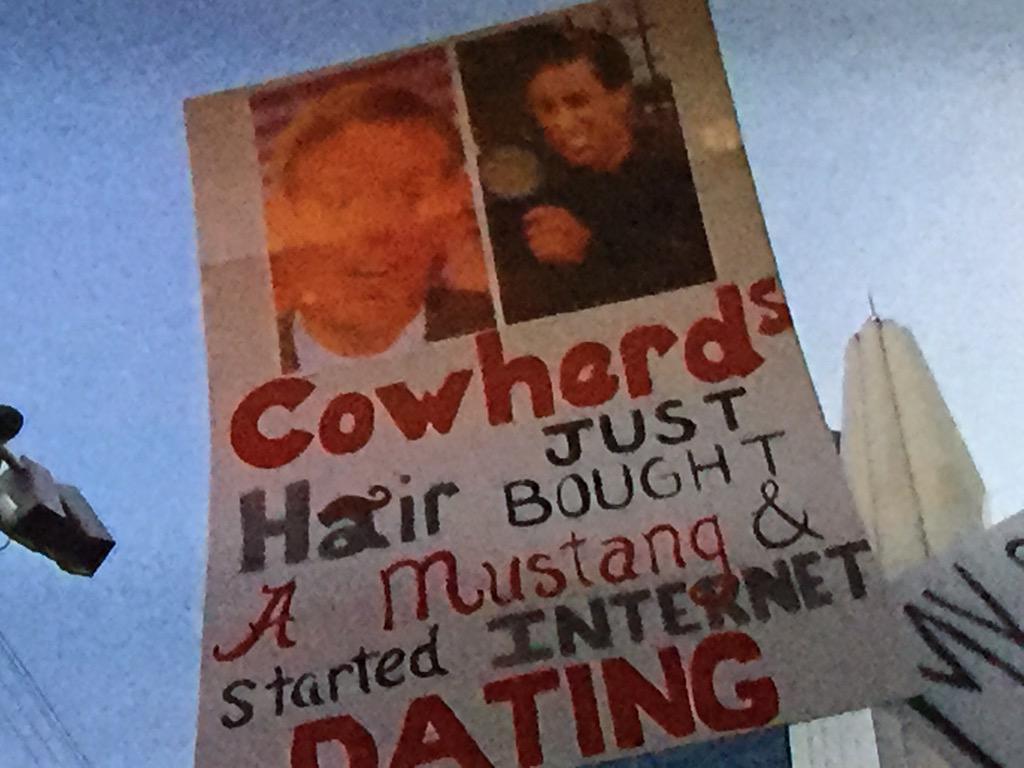 Cowherds
JUST
Hair BOUGHT
A Mustang &
Started INTERNET
DATING